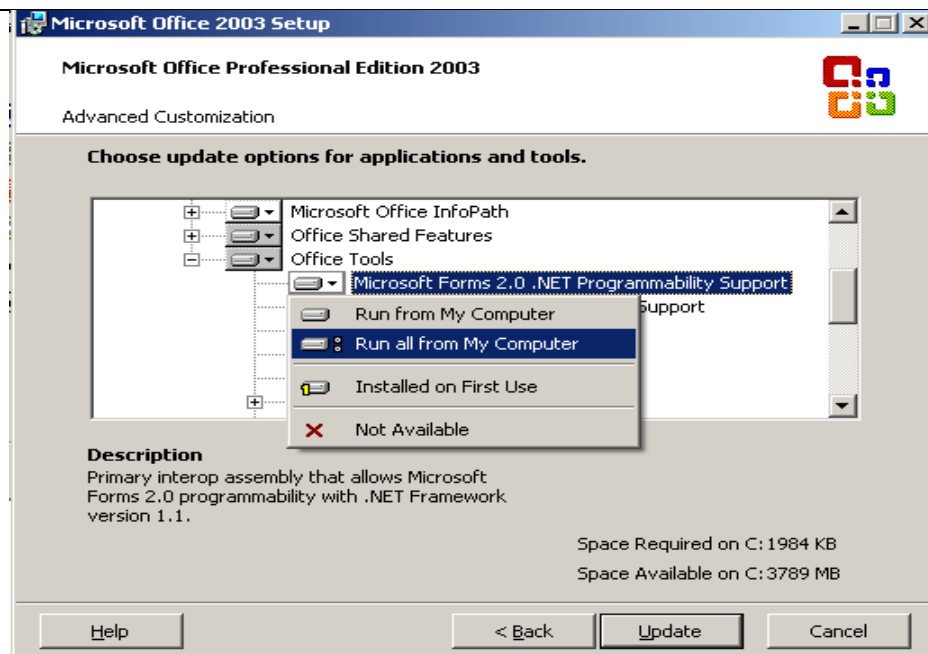 Microsoft Office 2003 Setup
Microsoft Office Professional Edition 2003
Advanced Customization
Choose update options for applications and tools.
Microsoft Office InfoPath
Office Shared Features
Office Tools
Microsoft Forms 2.0 .NET Programmability Support
Support
Run from My Computer
Run all from My Computer
Installed on First Use
Not Available
Description
Primary interop assembly that allows Microsoft
Forms 2.0 programmability with .NET Framework
version 1.1.
Space Required on C: 1984 KB
Space Available on C: 3789 MB
Help
< Back
Update
Cancel